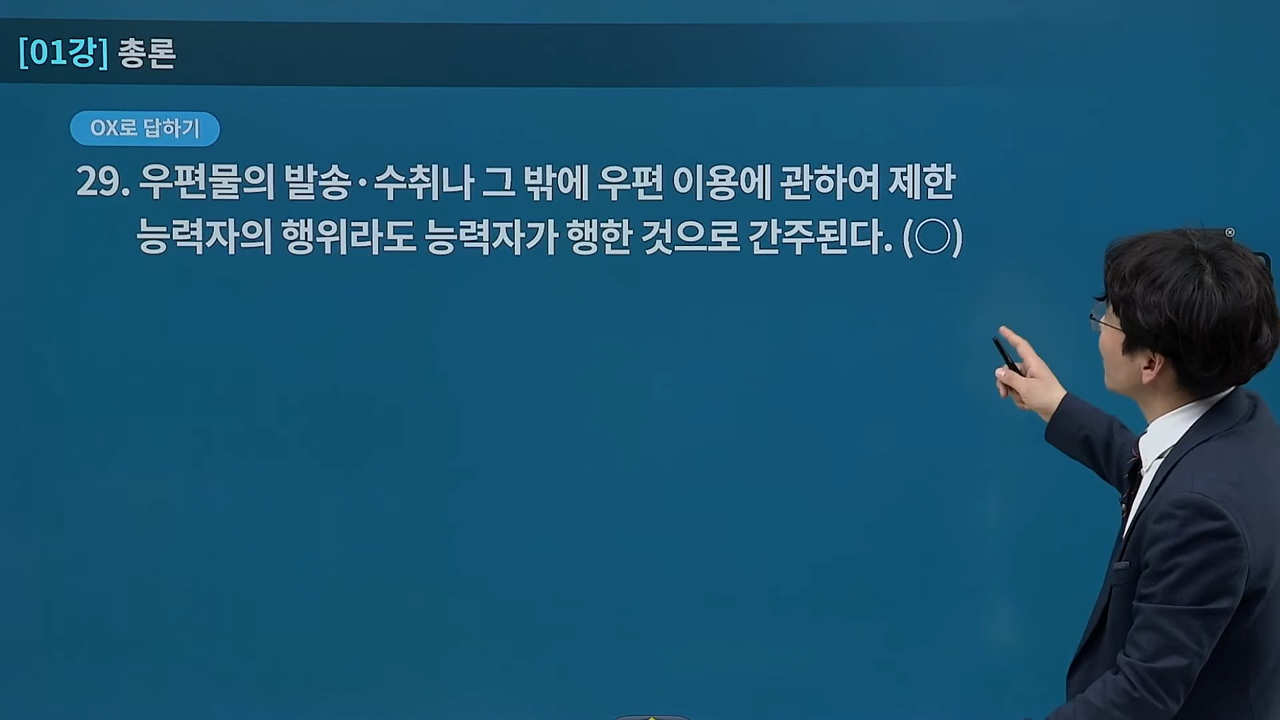 [01강] 총론
OX로 답하기
29. 우편물의 발송·수취나 그 밖에 우편 이용에 관하여 제한
능력자의 행위라도 능력자가 행한 것으로 간주된다. (○)